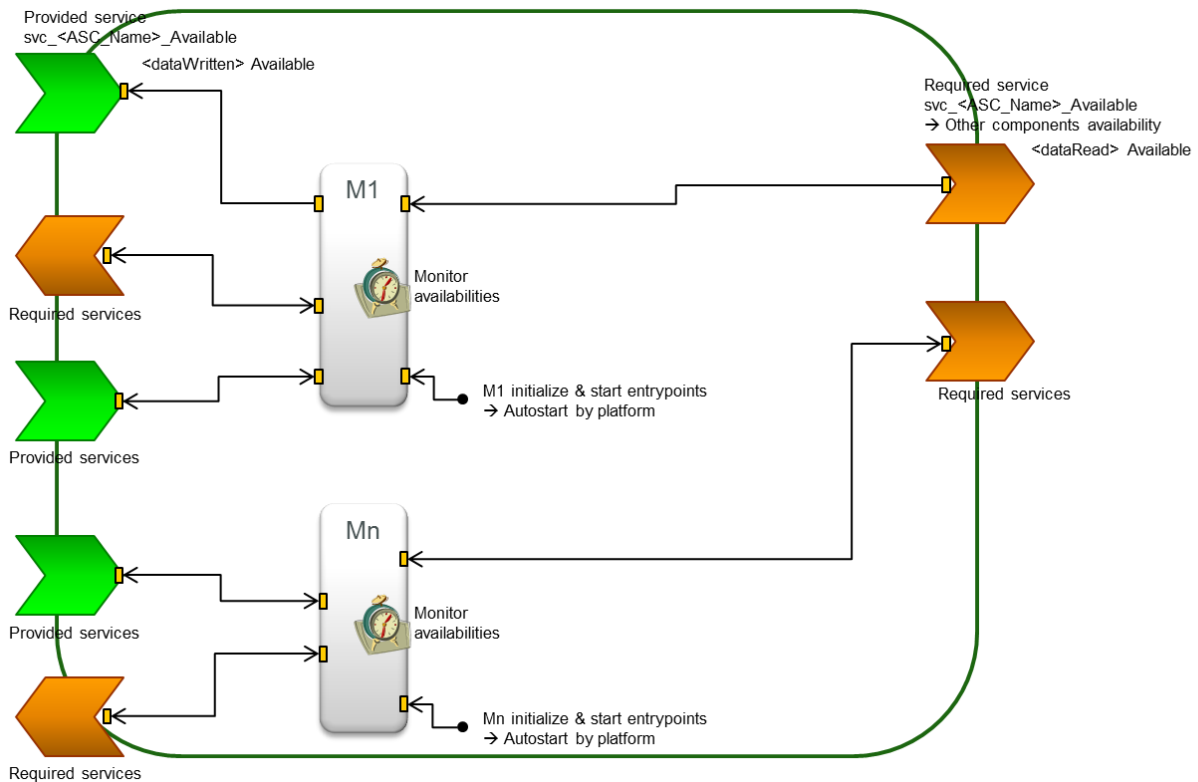 Provided service
svc_<ASC_Name>_Available
<dataWritten> Available
Required service
svc_<ASC_Name>_Available
→ Other components availability
<dataRead> Available
M1
Monitor
availabilities
Required services
M1 initialize & start entrypoints
→ Autostart by platform
Required services
Provided services
Mn
Monitor
availabilities
Provided services
Mn initialize & start entrypoints
→ Autostart by platform
Required services